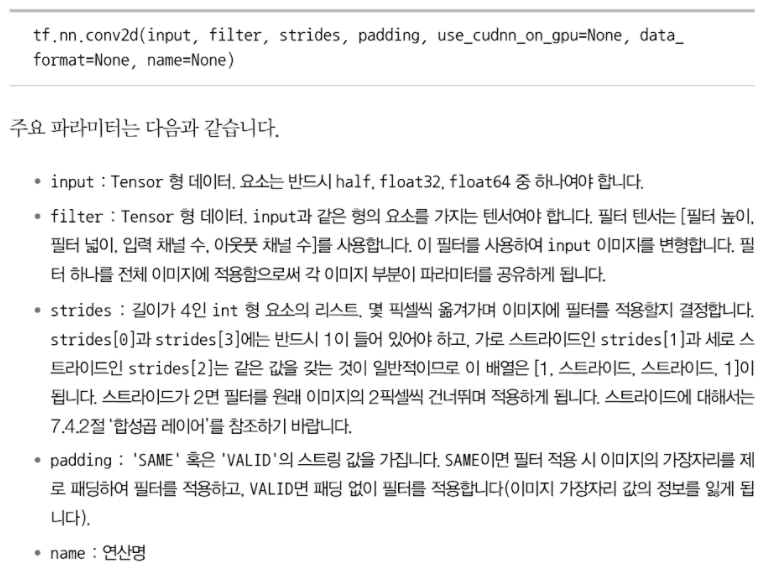 tf.nn.conv2d(input, filter, strides, padding, use_cudnn_on_gpu=None, data_
format=None, name=None)
주요 파라미터는 다음과 같습니다.
• input : Tensor 형 데이터. 요소는 반드시 half, float32, float64 중 하나여야 합니다.
• filter : Tensor 형 데이터. input과 같은 형의 요소를 가지는 텐서여야 합니다. 필터 텐서는 [필터 높이,
필터 넓이, 입력 채널 수, 아웃풋 채널 수]를 사용합니다. 이 필터를 사용하여 input 이미지를 변형합니다. 필
터 하나를 전체 이미지에 적용함으로써 각 이미지 부분이 파라미터를 공유하게 됩니다.
• strides : 길이가 4인 int 형 요소의 리스트. 몇 픽셀씩 옮겨가며 이미지에 필터를 적용할지 결정합니다.
strides[0]과 strides[3]에는 반드시 1이 들어 있어야 하고, 가로 스트라이드인 strides[1]과 세로 스
트라이드인 strides[2]는 같은 값을 갖는 것이 일반적이므로 이 배열은 [1, 스트라이드, 스트라이드, 1]이
됩니다. 스트라이드가 2면 필터를 원래 이미지의 2픽셀씩 건너뛰며 적용하게 됩니다. 스트라이드에 대해서는
7.4.2절 '합성곱 레이어'를 참조하기 바랍니다.
• padding : 'SAME' 혹은 'VALID'의 스트링 값을 가집니다. SAME이면 필터 적용 시 이미지의 가장자리를 제
로 패딩하여 필터를 적용하고, VALID면 패딩 없이 필터를 적용합니다(이미지 가장자리 값의 정보를 잃게 됩
니다).
• name : 연산명